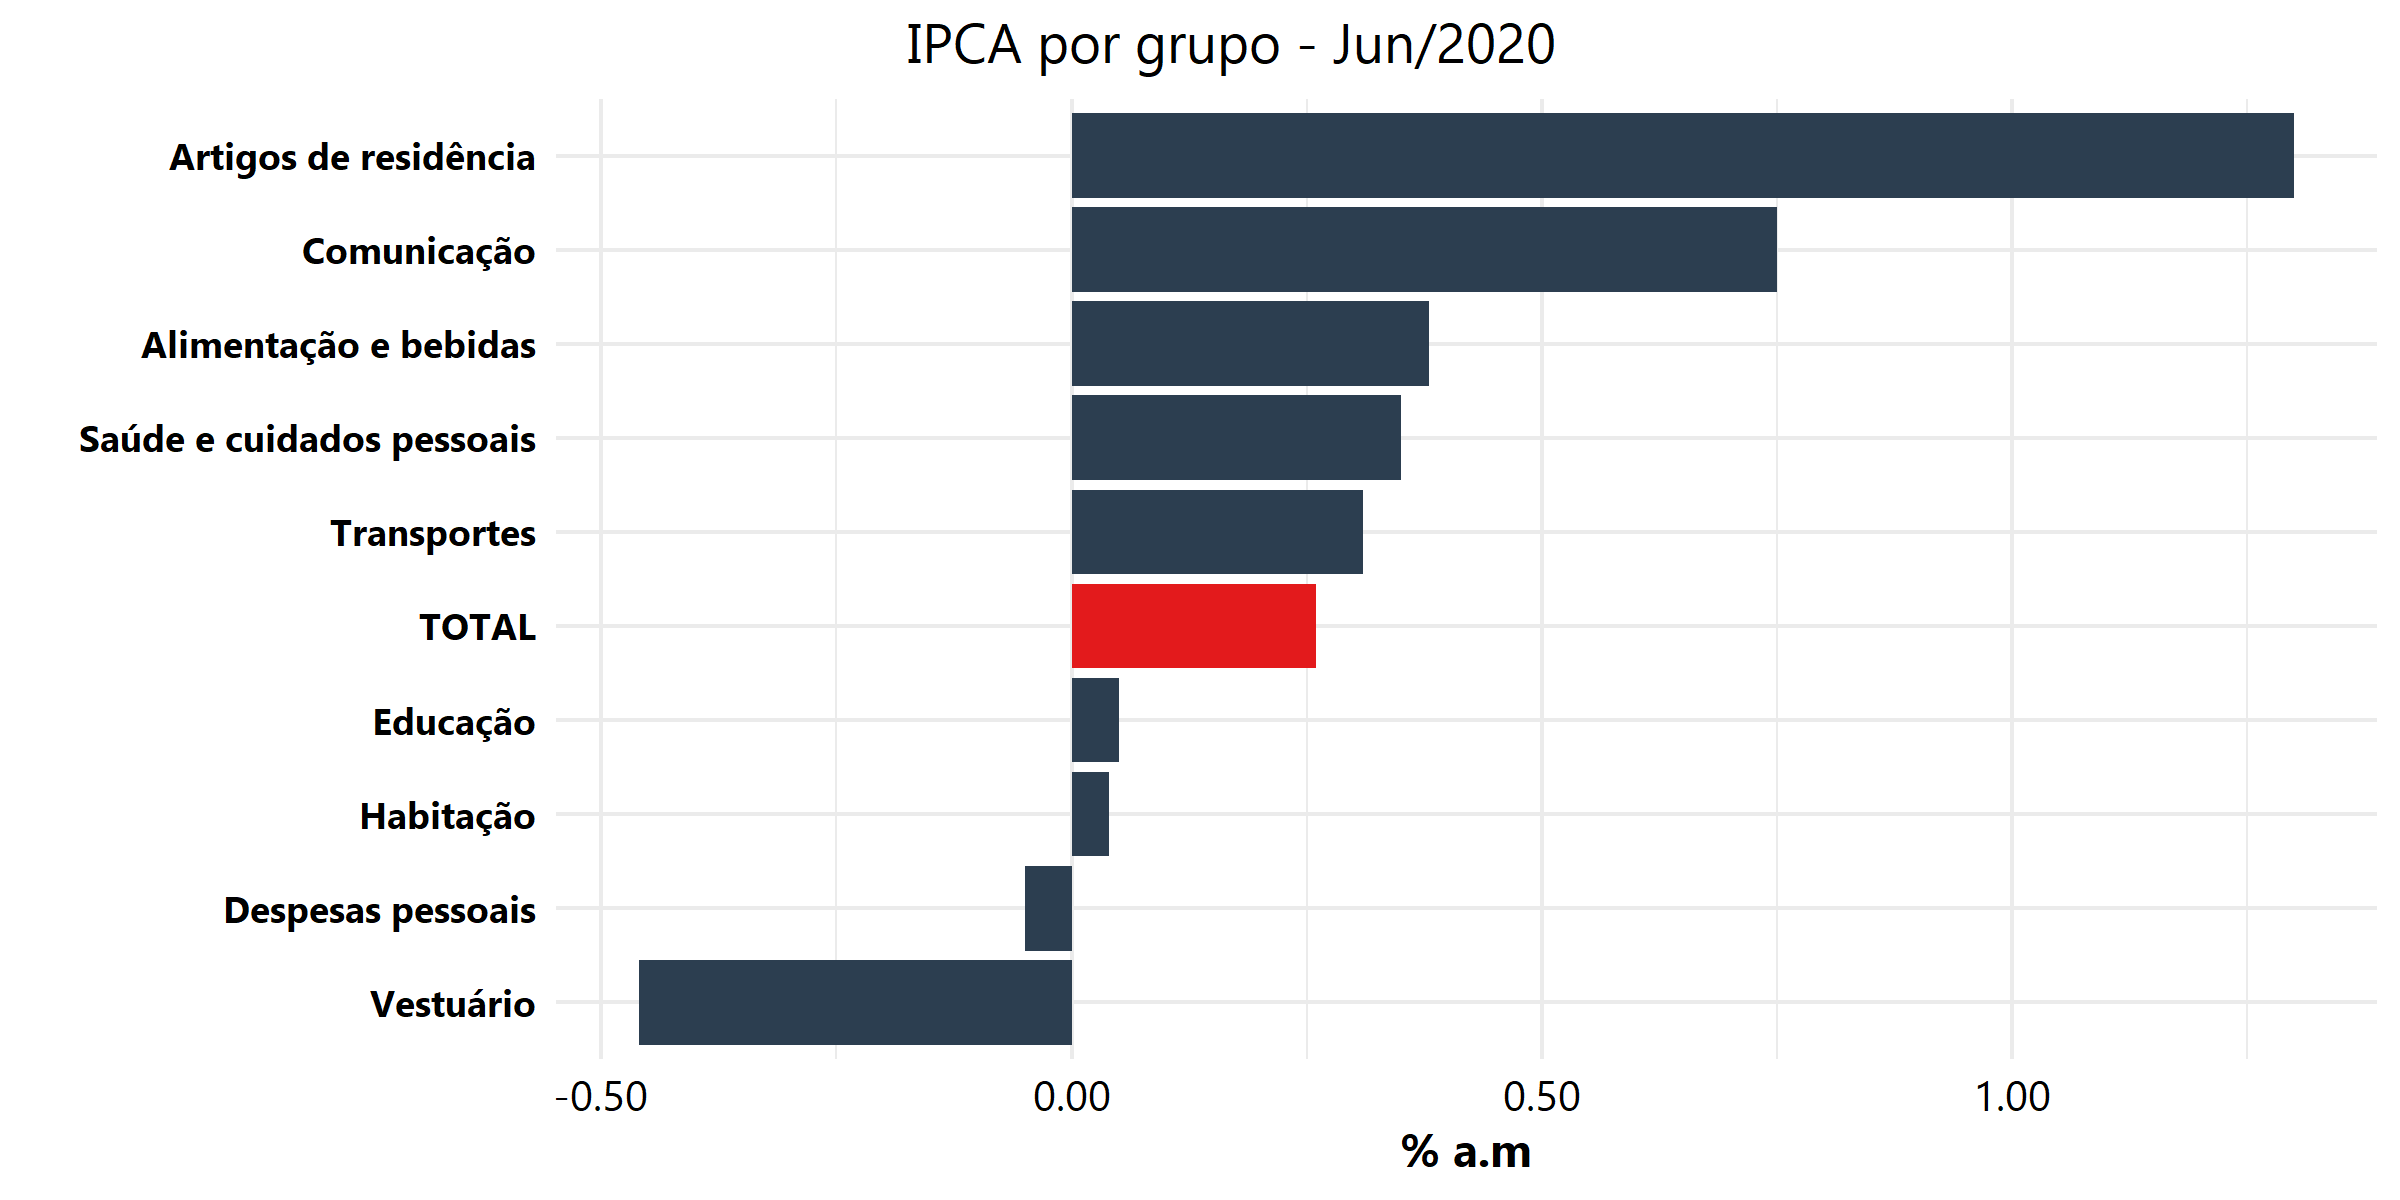 IPCA por grupo - Jun/2020
Artigos de residência
Comunicação
Alimentação e bebidas
Saúde e cuidados pessoais
Transportes
TOTAL
Educação
Habitação
Despesas pessoais
Vestuário
-0.50 0.00 0.50 1.00
% a.m